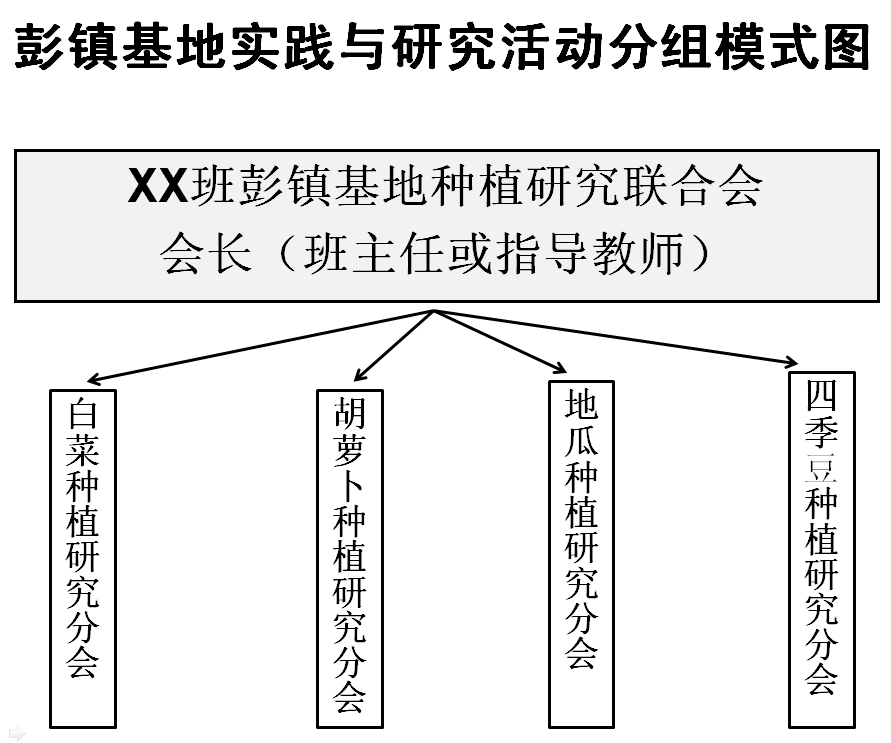 彭镇基地实践与研究活动分组模式图
XX班彭镇基地种植研究联合会
会长（班主任或指导教师）
白菜种植研究分会
胡萝卜种植研究分会
地瓜种植研究分会
四季豆种植研究分会